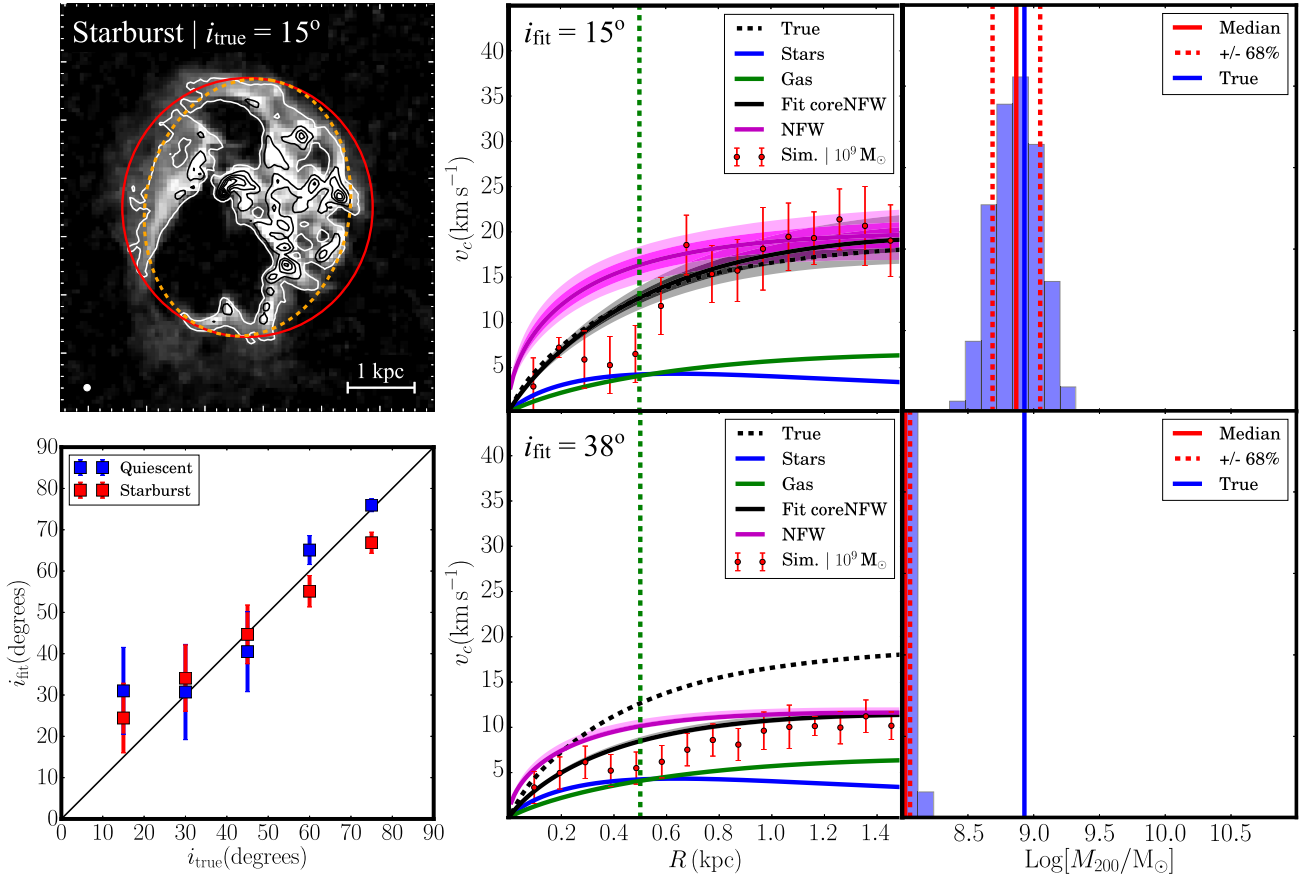 Starburst | i_true = 15°
1 kpc
i_fit = 15°
True
Stars
Gas
Fit coreNFW
NFW
Sim. | 10⁹ M⊙
40
35
30
25
20
15
10
5
v_c(km s⁻¹)
Median
+/- 68%
True
90
80
70
60
50
40
30
20
10
0
i_fit(degrees)
Quiescent
Starburst
0
10
20
30
40
50
60
70
80
90
i_true(degrees)
i_fit = 38°
True
Stars
Gas
Fit coreNFW
NFW
Sim. | 10⁹ M⊙
40
35
30
25
20
15
10
5
v_c(km s⁻¹)
0.2
0.4
0.6
0.8
1.0
1.2
1.4
R (kpc)
Median
+/- 68%
True
8.5
9.0
9.5
10.0
10.5
Log[M₂₀₀/M⊙]